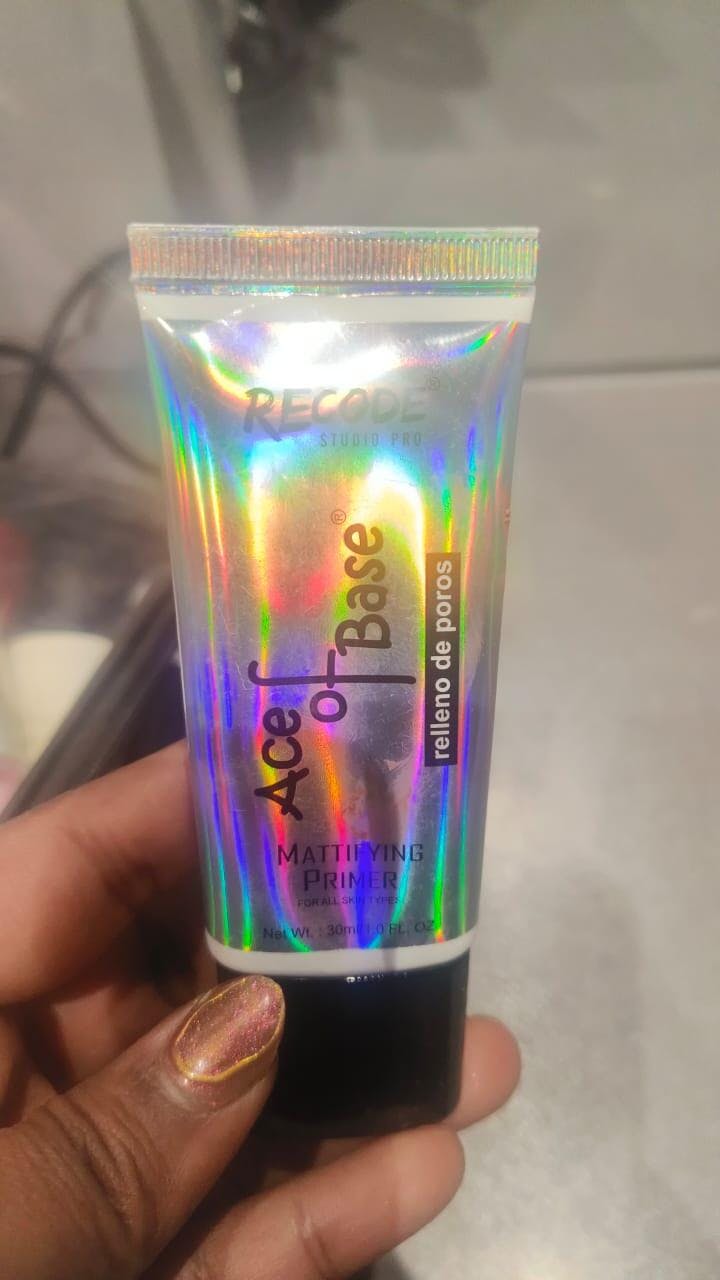 RECODE®
STUDIO PRO
Ace of Base®
relleno de poros
MATTIFYING
PRIMER
FOR ALL SKIN TYPES
Net Wt. : 30ml/1.0 FL. OZ.